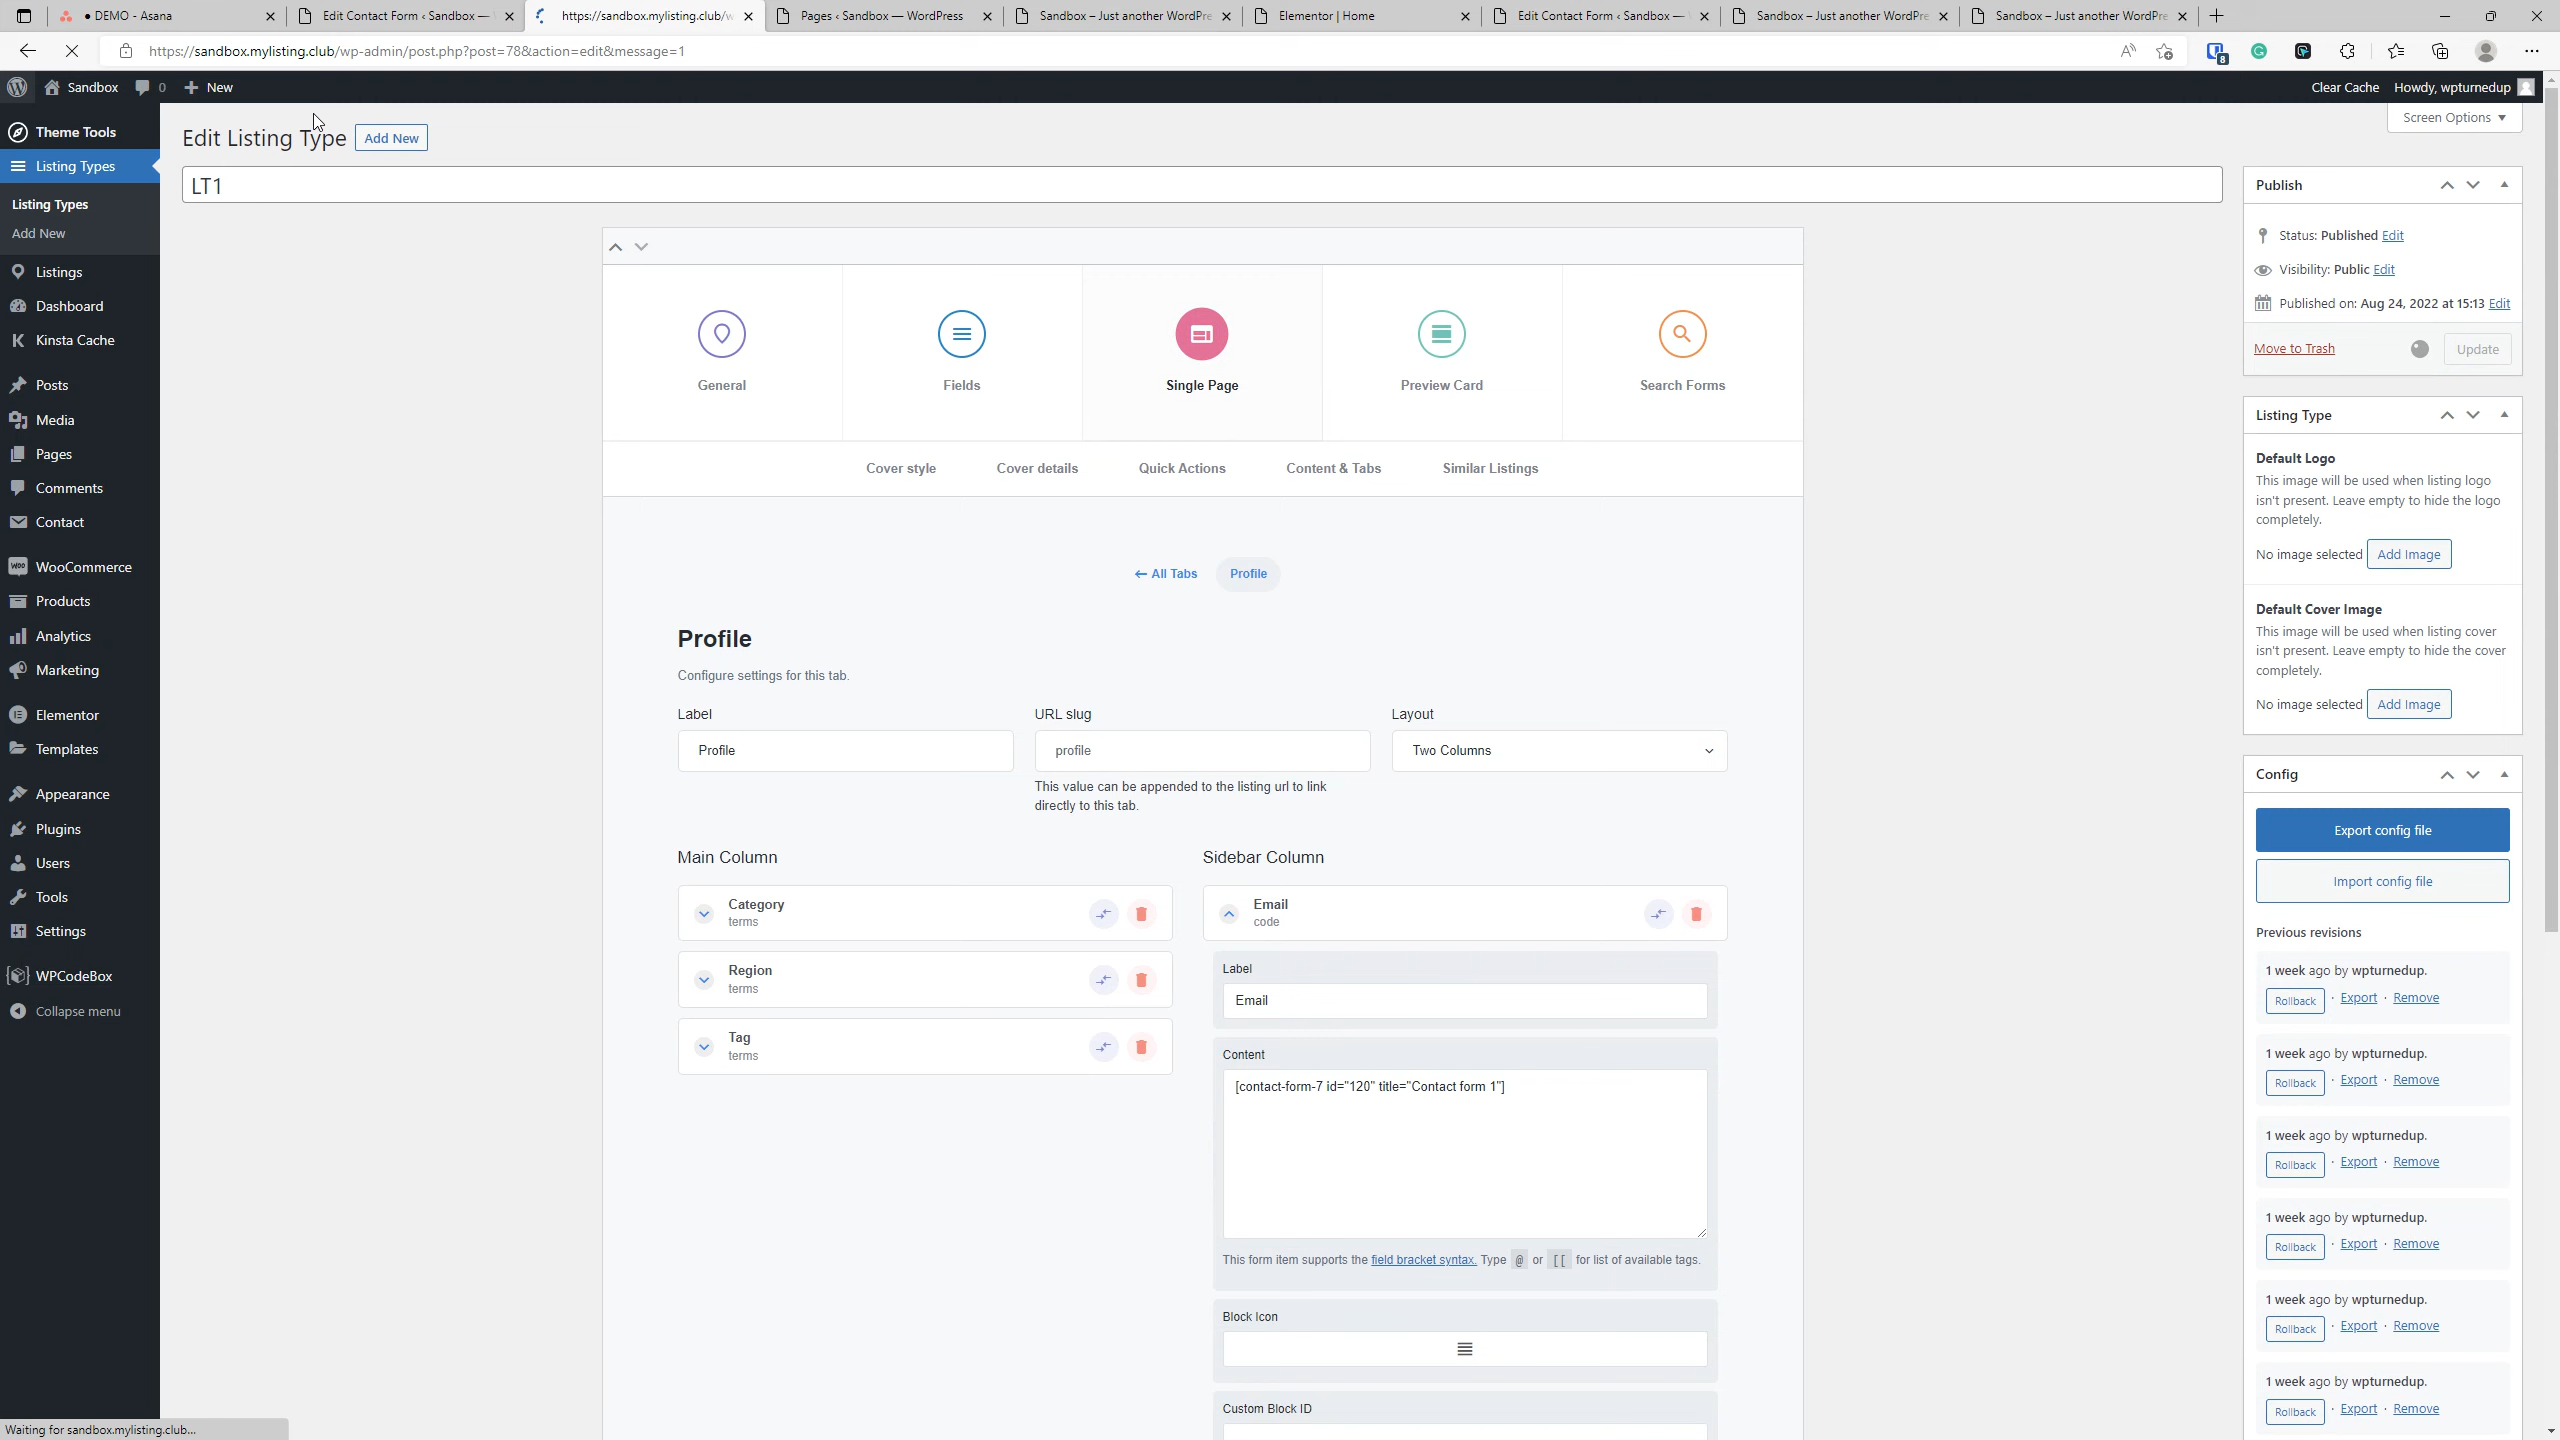 DEMO - Asana
Edit Contact Form ‹ Sandbox —
https://sandbox.mylisting.club/w
Pages ‹ Sandbox — WordPress
Sandbox – Just another WordPre
Elementor | Home
Edit Contact Form ‹ Sandbox —
Sandbox – Just another WordPre
Sandbox – Just another WordPre
https://sandbox.mylisting.club/wp-admin/post.php?post=78&action=edit&message=1
8
Sandbox
0
New
Clear Cache
Howdy, wpturnedup
Theme Tools
Listing Types
Listing Types
Add New
Listings
Dashboard
Kinsta Cache
Posts
Media
Pages
Comments
Contact
WooCommerce
Products
Analytics
Marketing
Elementor
Templates
Appearance
Plugins
Users
Tools
Settings
WPCodeBox
Collapse menu
Waiting for sandbox.mylisting.club...
Edit Listing Type
Add New
Screen Options
LT1
General
Fields
Single Page
Preview Card
Search Forms
Cover style
Cover details
Quick Actions
Content & Tabs
Similar Listings
← All Tabs
Profile
Profile
Configure settings for this tab.
Label
URL slug
Layout
Profile
profile
Two Columns
This value can be appended to the listing url to link
directly to this tab.
Main Column
Sidebar Column
Category
terms
Region
terms
Tag
terms
Email
code
Label
Email
Content
[contact-form-7 id="120" title="Contact form 1"]
This form item supports the field bracket syntax. Type @ or [[ for list of available tags.
Block Icon
Custom Block ID
Publish
Status: Published Edit
Visibility: Public Edit
Published on: Aug 24, 2022 at 15:13 Edit
Move to Trash
Update
Listing Type
Default Logo
This image will be used when listing logo
isn't present. Leave empty to hide the logo
completely.
No image selected
Add Image
Default Cover Image
This image will be used when listing cover
isn't present. Leave empty to hide the cover
completely.
No image selected
Add Image
Config
Export config file
Import config file
Previous revisions
1 week ago by wpturnedup.
Rollback · Export · Remove
1 week ago by wpturnedup.
Rollback · Export · Remove
1 week ago by wpturnedup.
Rollback · Export · Remove
1 week ago by wpturnedup.
Rollback · Export · Remove
1 week ago by wpturnedup.
Rollback · Export · Remove
1 week ago by wpturnedup.
Rollback · Export · Remove